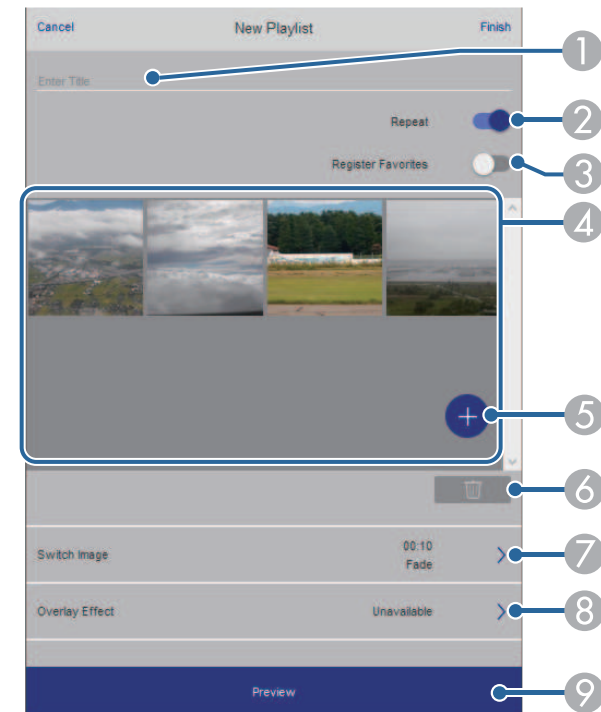 Cancel New Playlist Finish
1
Enter Title
Repeat 2
Register Favorites 3
4
5
6
Switch Image 00:10 7
Fade
Overlay Effect Unavailable 8
Preview 9